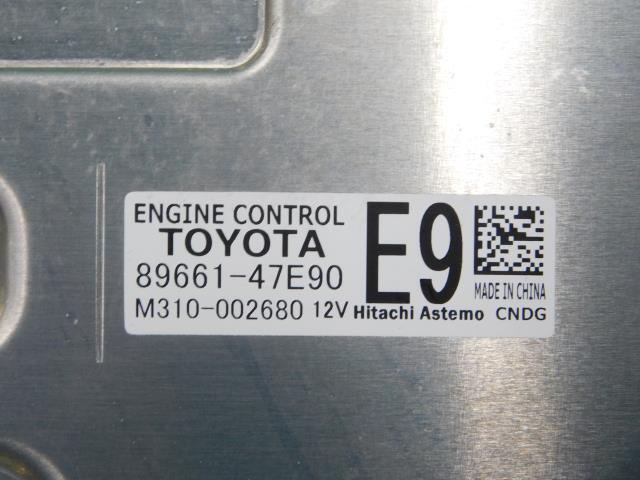 ENGINE CONTROL
TOYOTA
89661-47E90
E9
MADE IN CHINA
M310-002680 12V Hitachi Astemo CNDG